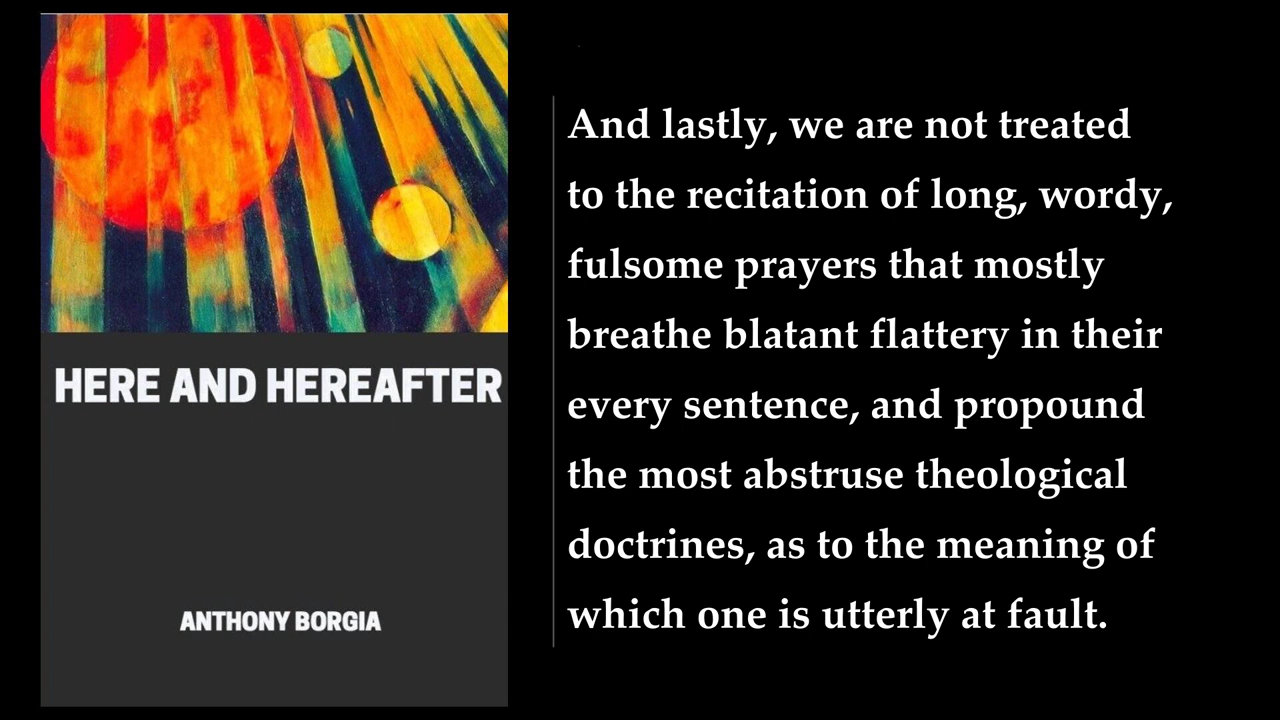 HERE AND HEREAFTER
ANTHONY BORGIA
And lastly, we are not treated
to the recitation of long, wordy,
fulsome prayers that mostly
breathe blatant flattery in their
every sentence, and propound
the most abstruse theological
doctrines, as to the meaning of
which one is utterly at fault.